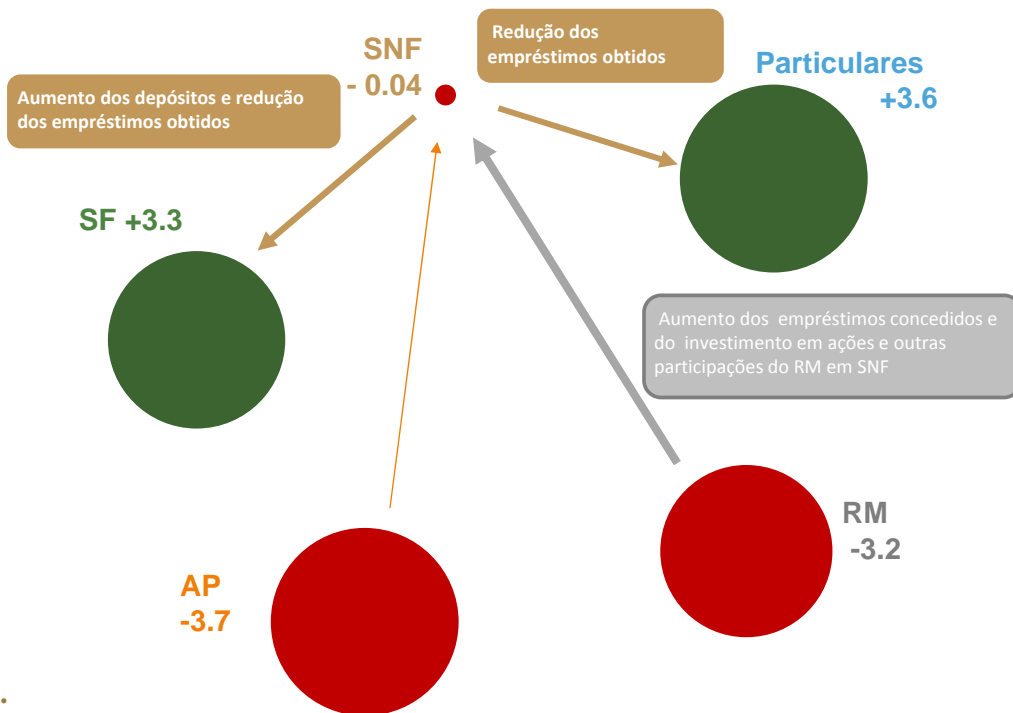 SNF
- 0.04
Redução dos
empréstimos obtidos
Particulares
+3.6
Aumento dos depósitos e redução
dos empréstimos obtidos
SF +3.3
Aumento dos empréstimos concedidos e
do investimento em ações e outras
participações do RM em SNF
RM
-3.2
AP
-3.7